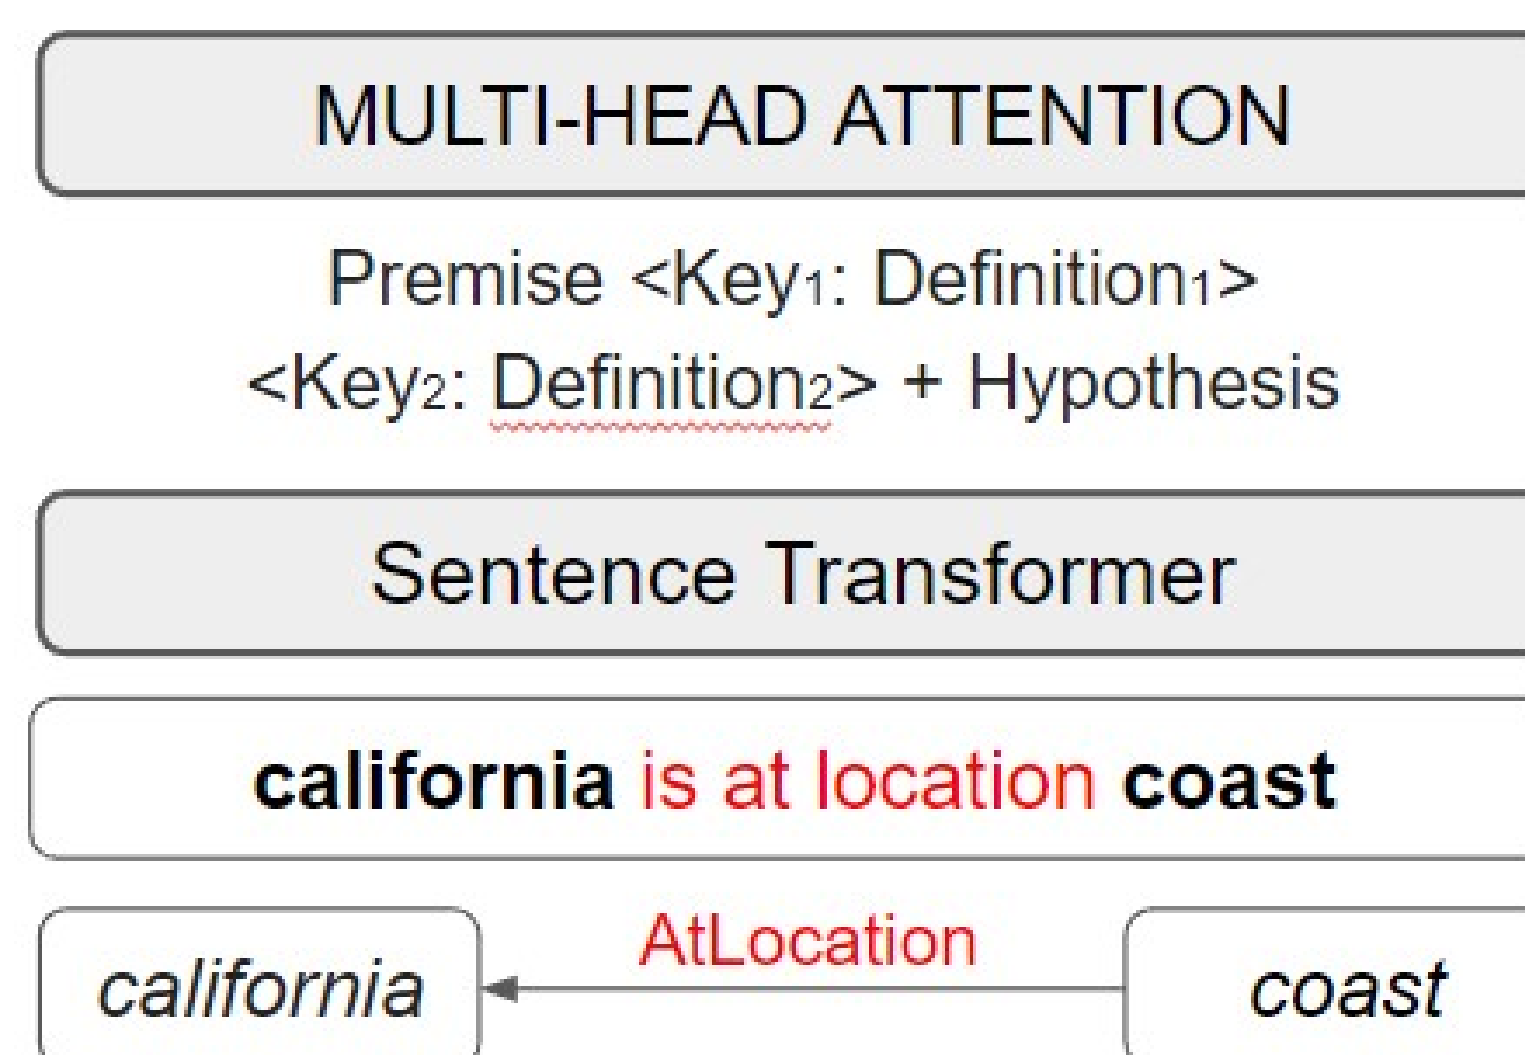 MULTI-HEAD ATTENTION
Premise <Key₁: Definition₁>
<Key₂: Definition₂> + Hypothesis
Sentence Transformer
california is at location coast
AtLocation
california coast